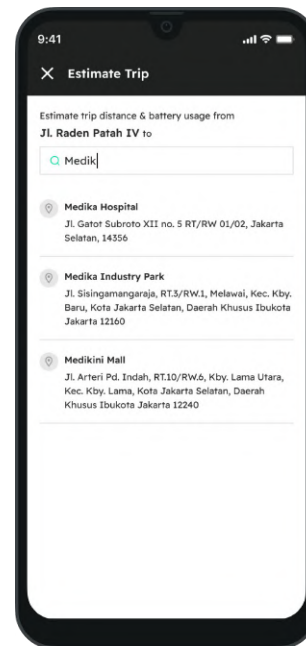 9:41
Estimate Trip
Estimate trip distance & battery usage from
Jl. Raden Patah IV to
Medik
Medika Hospital
Jl. Gatot Subroto XII no. 5 RT/RW 01/02, Jakarta
Selatan, 14356
Medika Industry Park
Jl. Sisingamangaraja, RT.3/RW.1, Melawai, Kec. Kby.
Baru, Kota Jakarta Selatan, Daerah Khusus Ibukota
Jakarta 12160
Medikini Mall
Jl. Arteri Pd. Indah, RT.10/RW.6, Kby. Lama Utara,
Kec. Kby. Lama, Kota Jakarta Selatan, Daerah
Khusus Ibukota Jakarta 12240